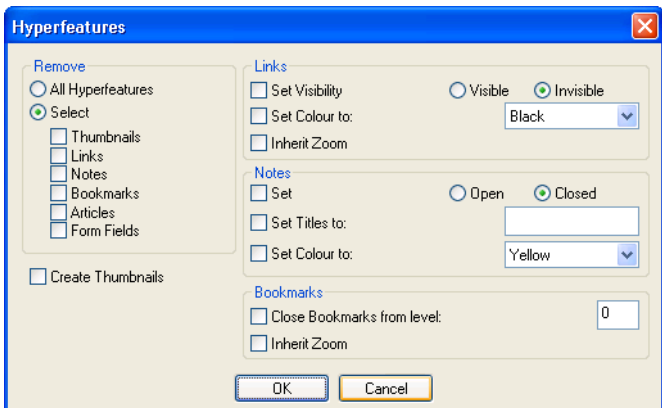 Hyperfeatures
Remove
All Hyperfeatures
Select
Thumbnails
Links
Notes
Bookmarks
Articles
Form Fields
Create Thumbnails
Links
Set Visibility Visible Invisible
Set Colour to: Black
Inherit Zoom
Notes
Set Open Closed
Set Titles to:
Set Colour to: Yellow
Bookmarks
Close Bookmarks from level: 0
Inherit Zoom
OK Cancel